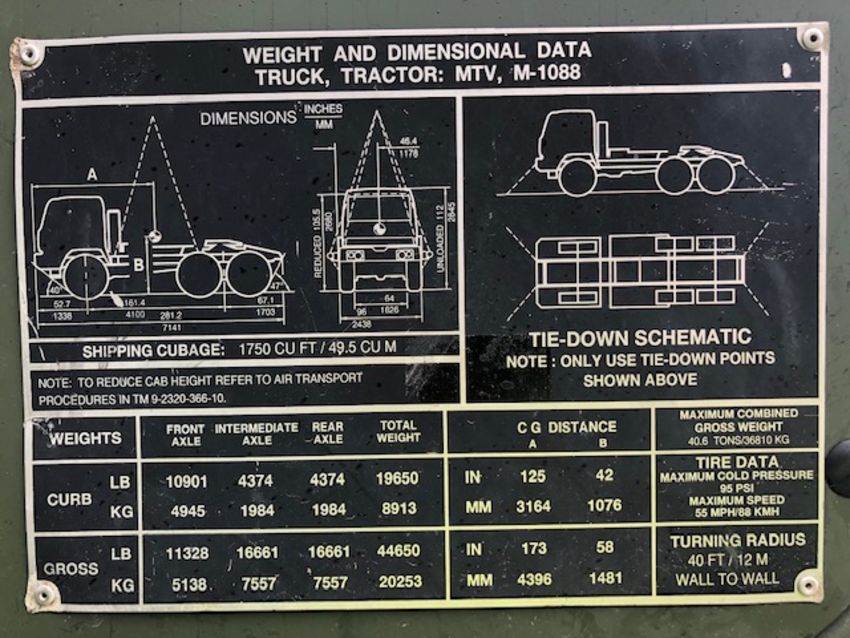 WEIGHT AND DIMENSIONAL DATA
TRUCK, TRACTOR: MTV, M-1088
DIMENSIONS INCHES
MM
46.4
1178
A
B
REDUCED 105.5
2680
UNLOADED 112
2845
40°
47°
52.7
1338
161.4
4100
67.1
1703
281.2
7141
64
1626
96
2438
SHIPPING CUBAGE: 1750 CU FT / 49.5 CU M
NOTE: TO REDUCE CAB HEIGHT REFER TO AIR TRANSPORT
PROCEDURES IN TM 9-2320-366-10.
TIE-DOWN SCHEMATIC
NOTE : ONLY USE TIE-DOWN POINTS
SHOWN ABOVE
WEIGHTS FRONT AXLE INTERMEDIATE AXLE REAR AXLE TOTAL WEIGHT C G DISTANCE A B
CURB LB 10901 4374 4374 19650 IN 125 42
KG 4945 1984 1984 8913 MM 3164 1076
GROSS LB 11328 16661 16661 44650 IN 173 58
KG 5138 7557 7557 20253 MM 4396 1481
MAXIMUM COMBINED
GROSS WEIGHT
40.6 TONS/36810 KG
TIRE DATA
MAXIMUM COLD PRESSURE
95 PSI
MAXIMUM SPEED
55 MPH/88 KMH
TURNING RADIUS
40 FT / 12 M
WALL TO WALL